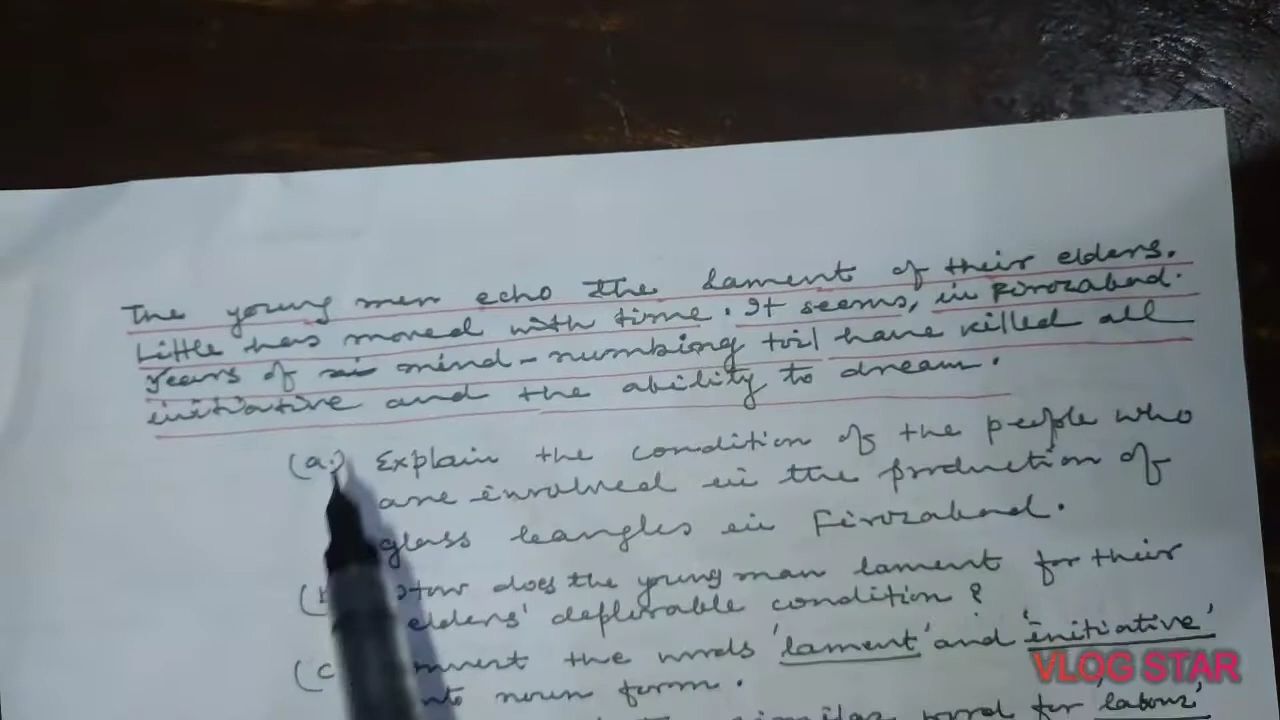 The young men echo the lament of their elders.
Little has moved with time. It seems, in Firozabad.
Years of mind-numbing toil have killed all
initiative and the ability to dream.
(a.) Explain the condition of the people who
are involved in the production of
glass bangles in Firozabad.
does the young man lament for their
elders' deplorable condition ?
(c the words 'lament' and 'initiative'
noun form.
VLOG STAR
similar word for 'labour'